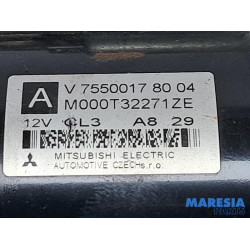 A
V 7550017 80 04
M000T32271ZE
12V CL3 A8 29
MITSUBISHI ELECTRIC
AUTOMOTIVE CZECH s.r.o.
MARESIA